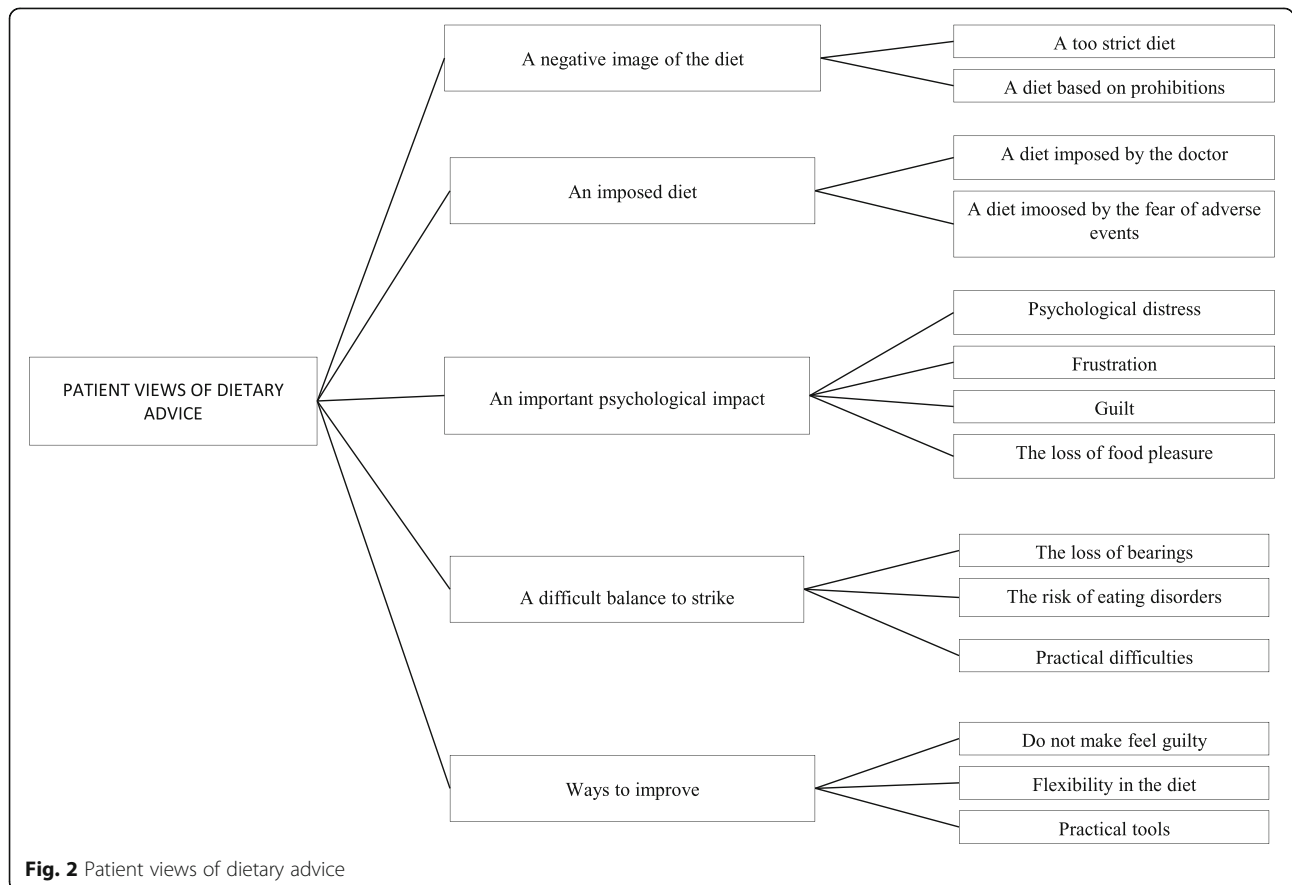 A negative image of the diet
A too strict diet
A diet based on prohibitions
An imposed diet
A diet imposed by the doctor
A diet imoosed by the fear of adverse
events
PATIENT VIEWS OF DIETARY
ADVICE
An important psychological impact
Psychological distress
Frustration
Guilt
The loss of food pleasure
A difficult balance to strike
The loss of bearings
The risk of eating disorders
Practical difficulties
Ways to improve
Do not make feel guilty
Flexibility in the diet
Practical tools
Fig. 2 Patient views of dietary advice